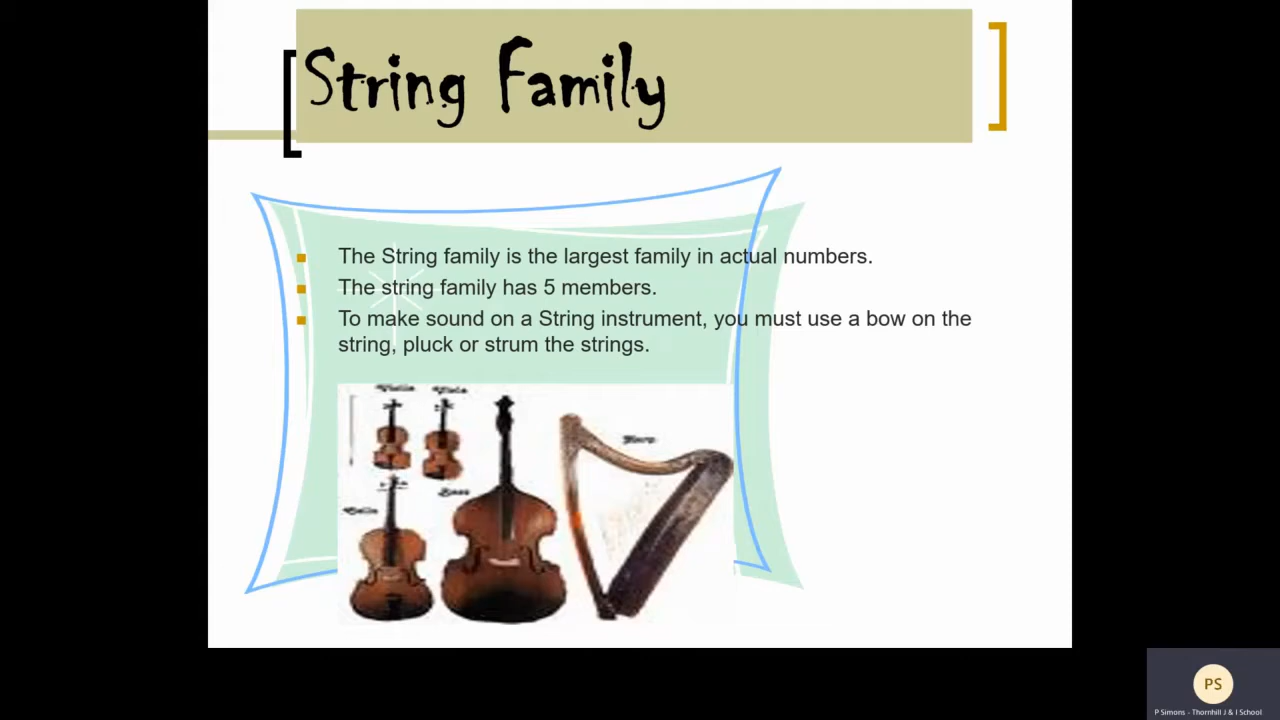 String Family
The String family is the largest family in actual numbers.
The string family has 5 members.
To make sound on a String instrument, you must use a bow on the
string, pluck or strum the strings.
Violin Viola
Harp
Bass
Cello
PS
P Simons - Thornhill J & I School